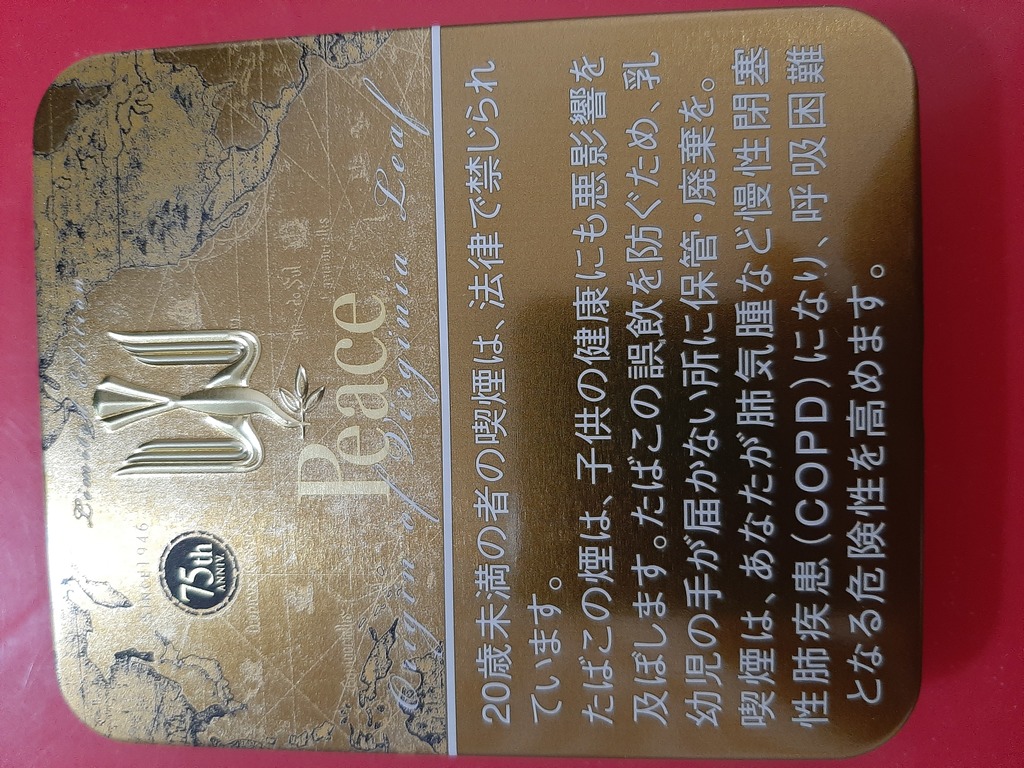 SINCE 1946
75th
ANNIV.
Peace
Origin of Virginia Leaf
20歳未満の者の喫煙は、法律で禁じられ
ています。
たばこの煙は、子供の健康にも悪影響を
及ぼします。たばこの誤飲を防ぐため、乳
幼児の手が届かない所に保管・廃棄を。
喫煙は、あなたが肺気腫など慢性閉塞
性肺疾患(COPD)になり、呼吸困難
となる危険性を高めます。